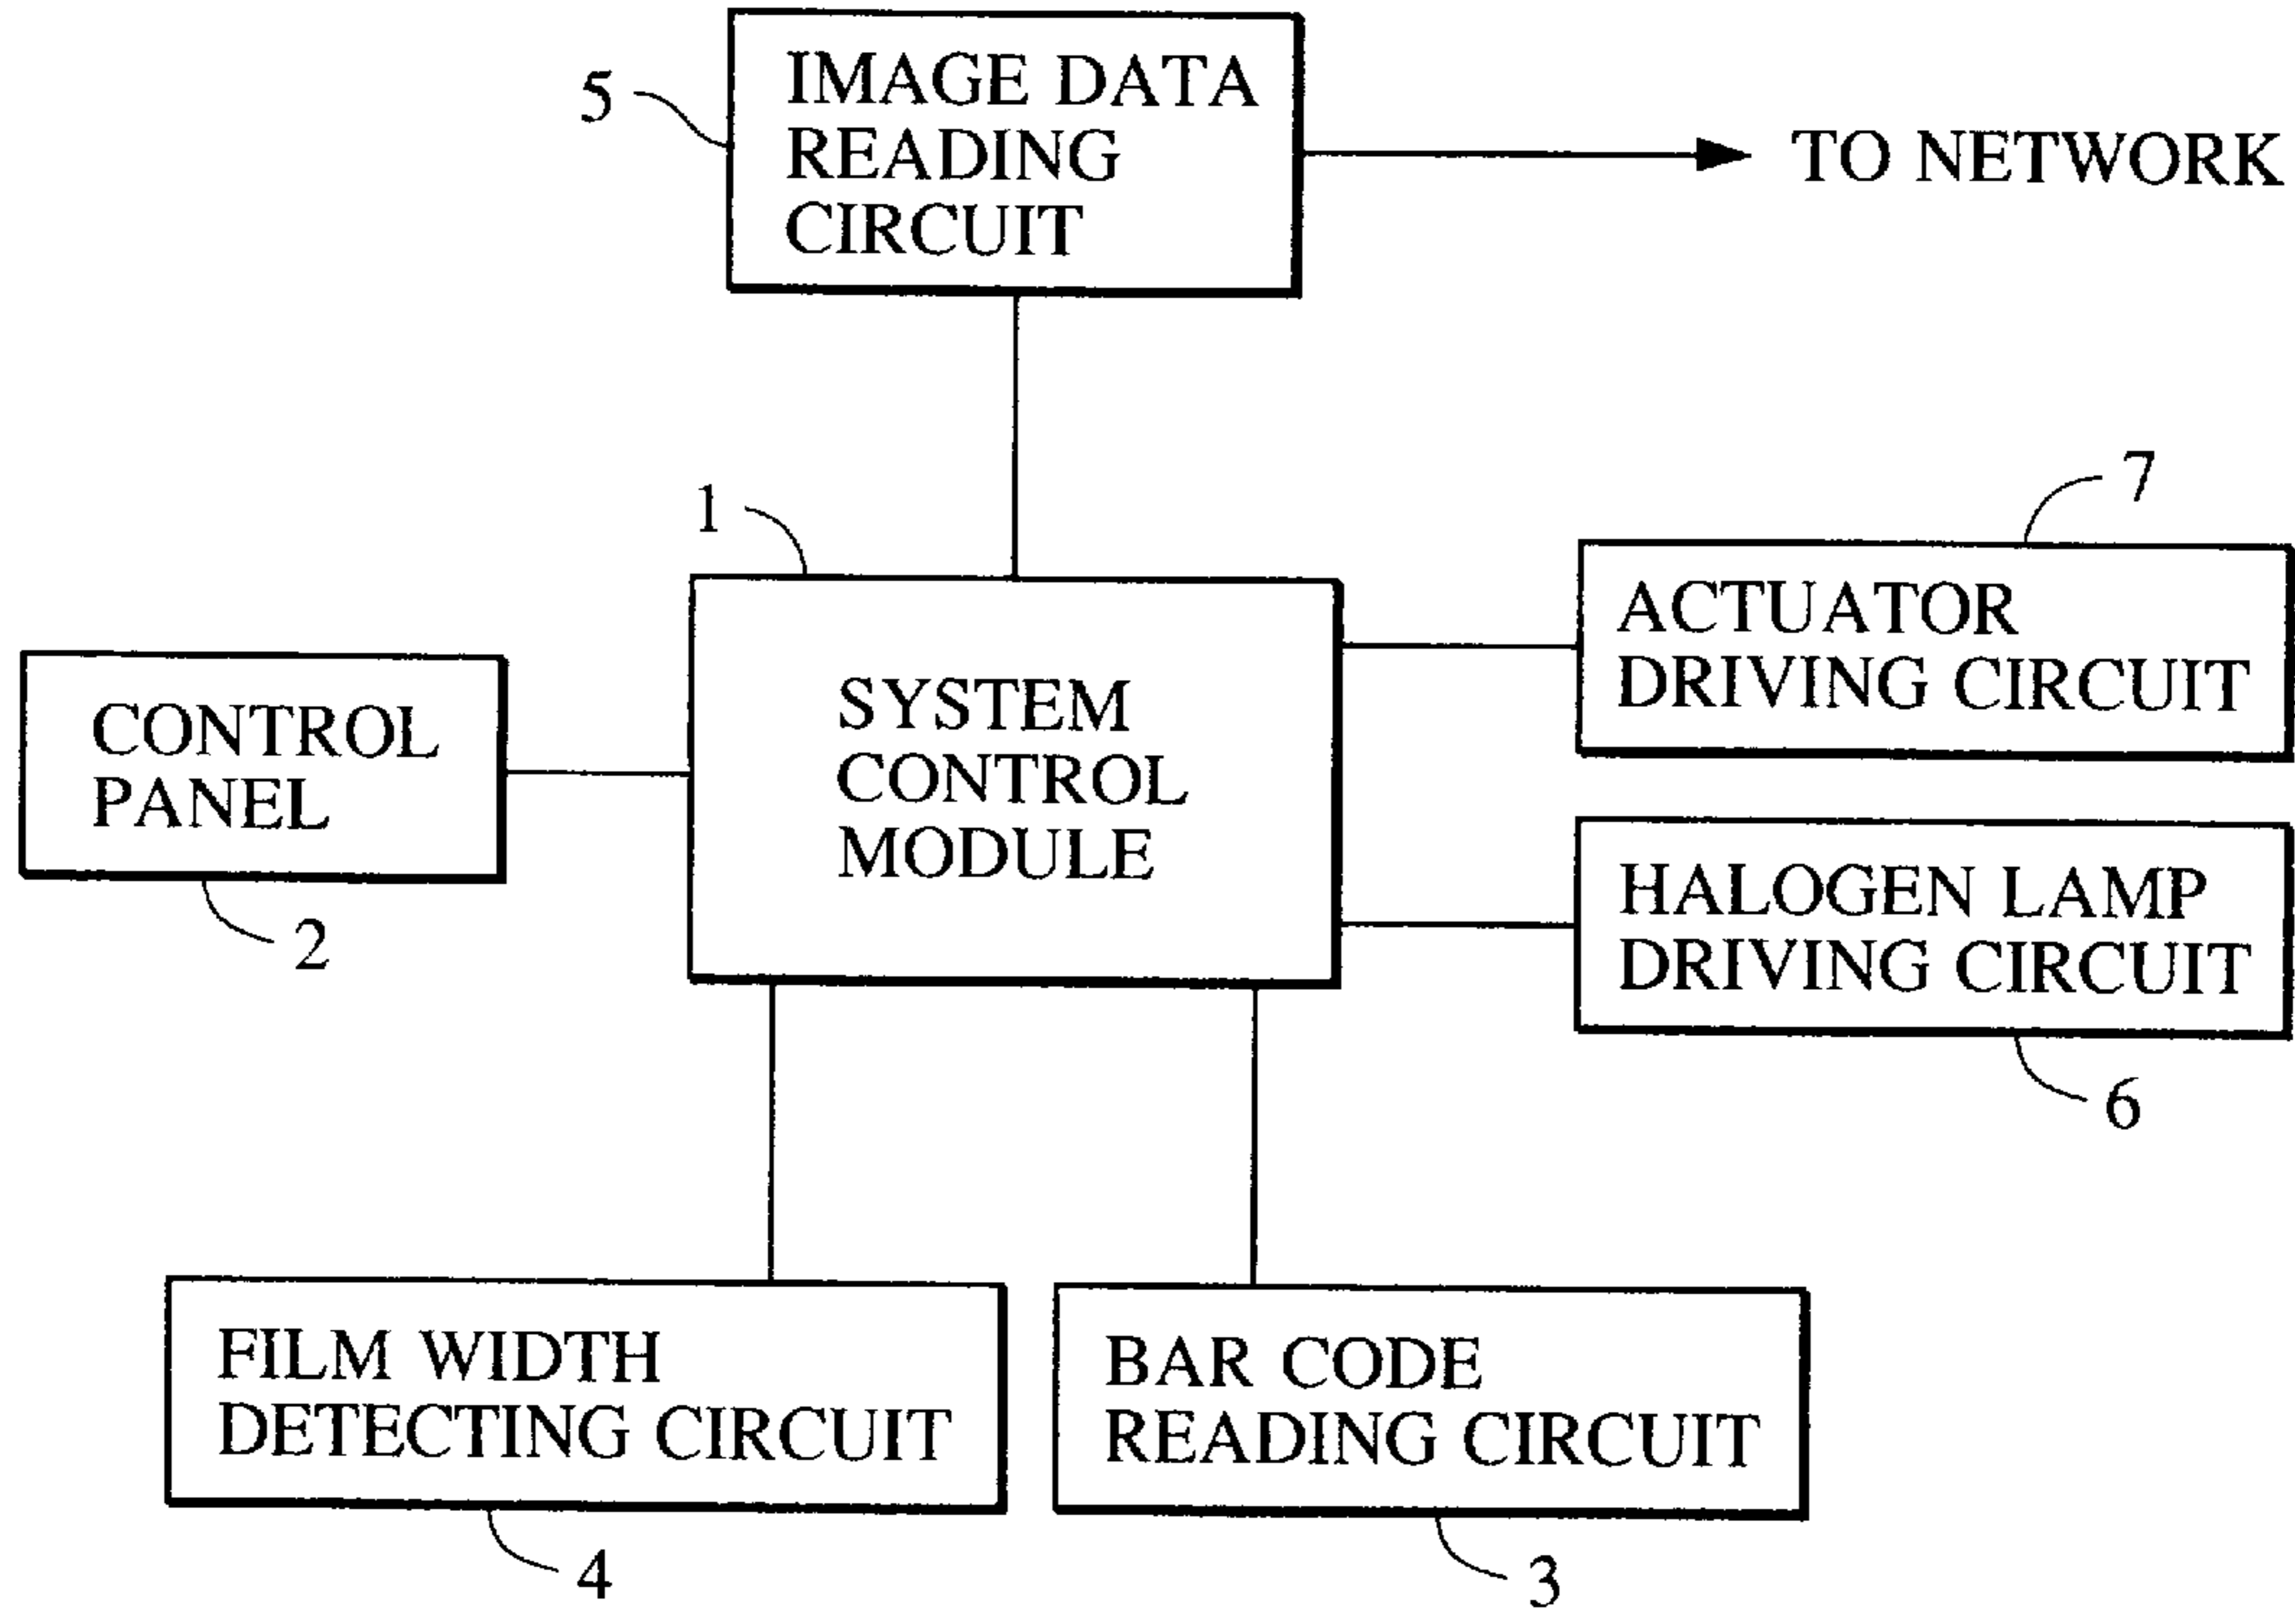 IMAGE DATA
READING
CIRCUIT
5
TO NETWORK
1
SYSTEM
CONTROL
MODULE
7
ACTUATOR
DRIVING CIRCUIT
CONTROL
PANEL
2
HALOGEN LAMP
DRIVING CIRCUIT
6
FILM WIDTH
DETECTING CIRCUIT
4
BAR CODE
READING CIRCUIT
3